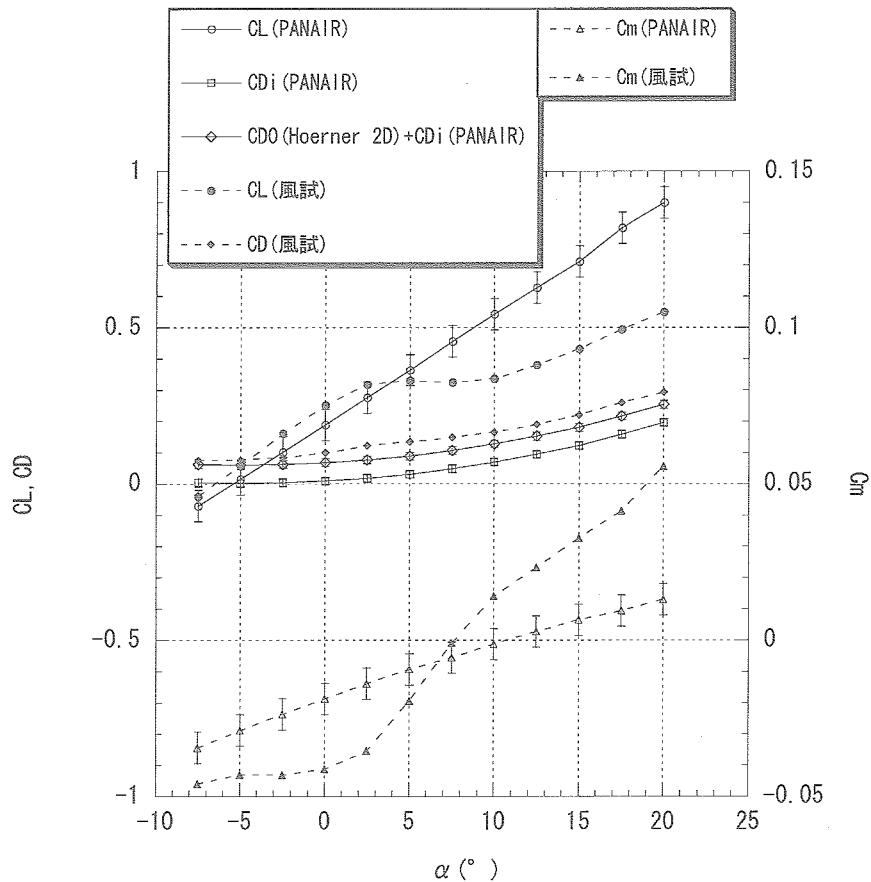 CL(PANAIR)
CDi(PANAIR)
CD0(Hoerner 2D)+CDi(PANAIR)
CL(風試)
CD(風試)
Cm(PANAIR)
Cm(風試)
1
0.5
0
-0.5
-1
CL, CD
0.15
0.1
0.05
0
-0.05
Cm
-10
-5
0
5
10
15
20
25
α(°)